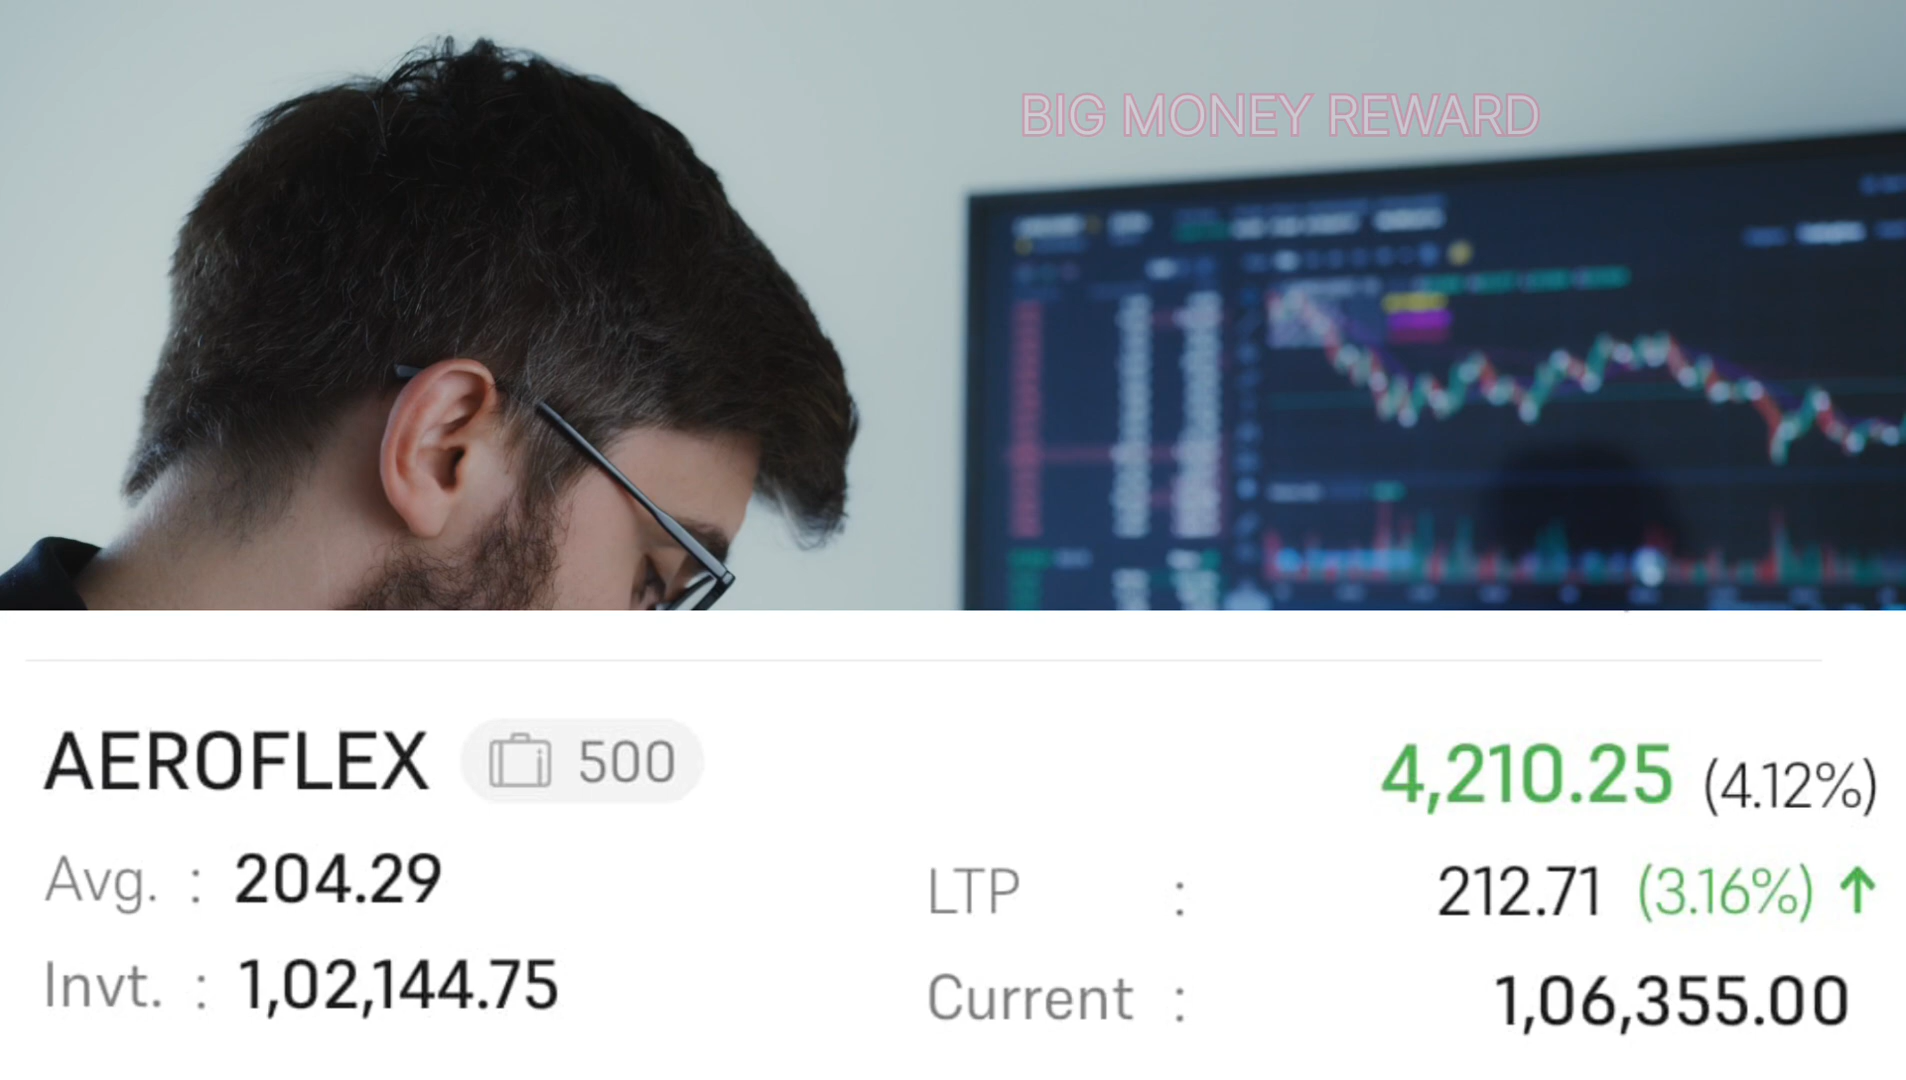 BIG MONEY REWARD
AEROFLEX 500
4,210.25 (4.12%)
Avg. : 204.29
LTP : 212.71 (3.16%) ↑
Invt. : 1,02,144.75
Current : 1,06,355.00